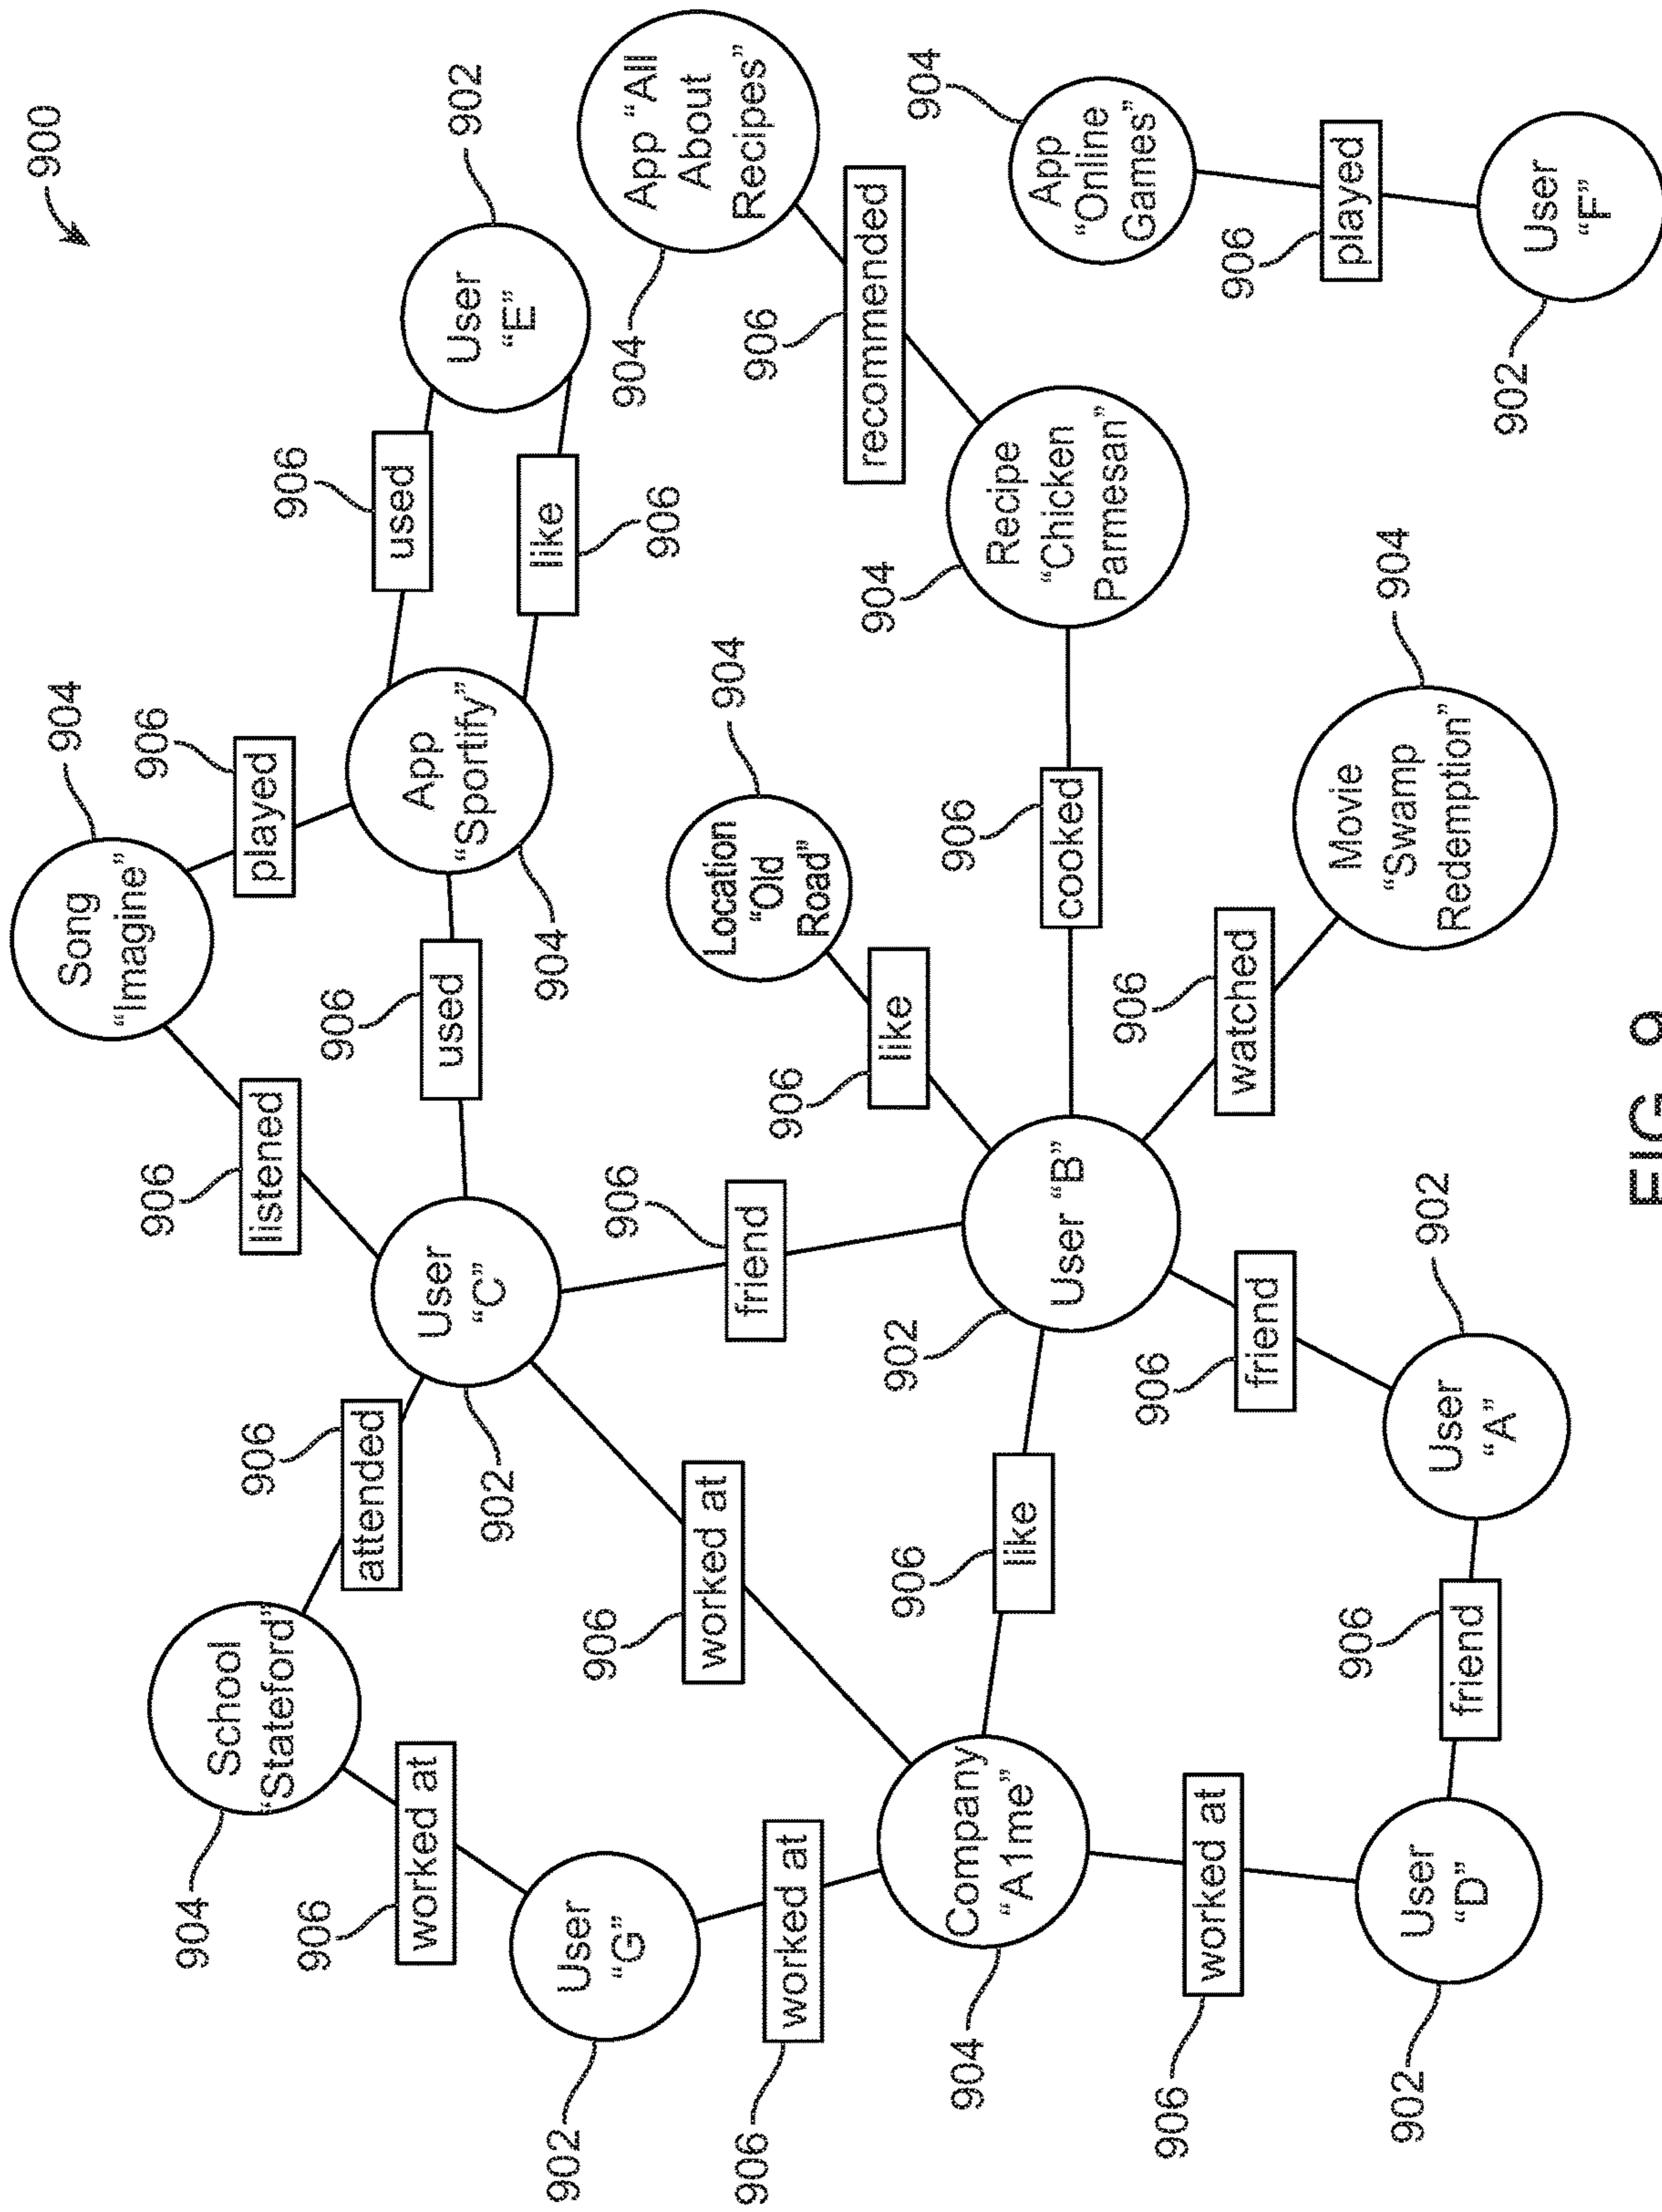 900
904
Song
“Imagine”
906
played
906
listened
906
used
User
“E”
902
906
like
906
App
“Sportify”
904
906
used
User
“C”
902
906
attended
School
“Stateford”
904
906
worked at
User
“G”
902
906
worked at
906
worked at
906
friend
Location
“Old
Road”
904
906
like
App “All
About
Recipes”
904
906
recommended
Recipe
“Chicken
Parmesan”
904
906
cooked
User “B”
902
906
like
Company
“A1me”
904
906
worked at
User
“D”
902
906
friend
User
“A”
902
906
friend
906
watched
Movie
“Swamp
Redemption”
904
904
App
“Online
Games”
906
played
User
“F”
902
FIG. 9